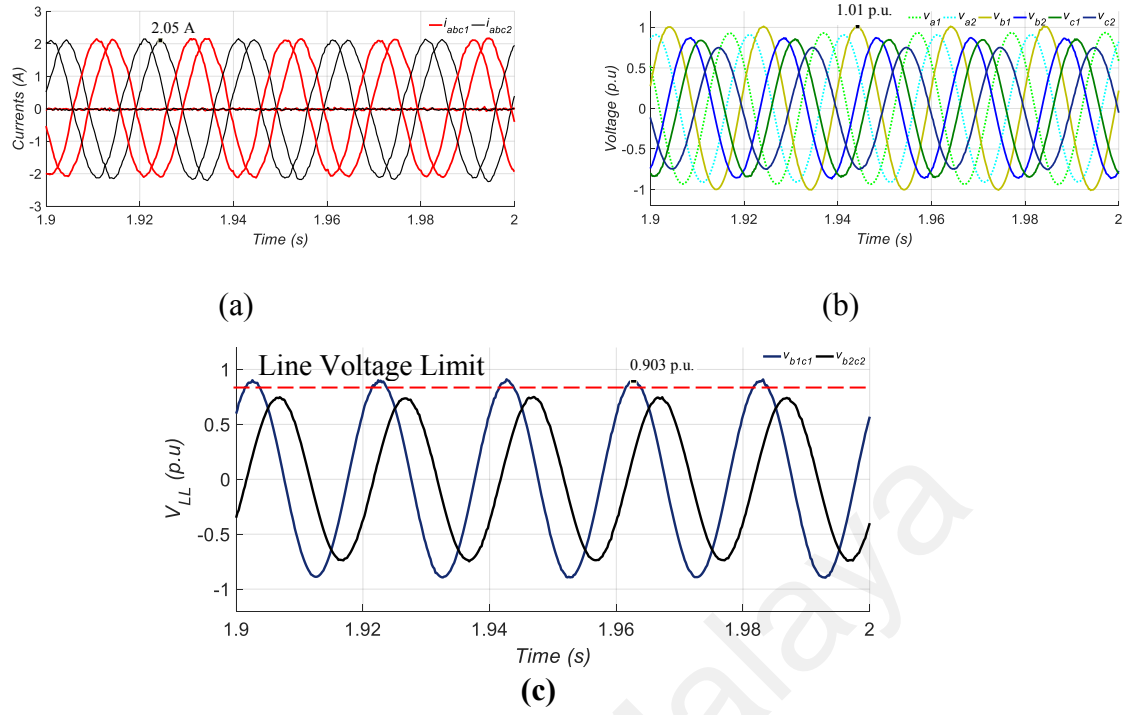 2.05 A
i_abc1 i_abc2
3
2
1
0
-1
-2
-3
Currents (A)
1.9 1.92 1.94 1.96 1.98 2
Time (s)
(a)
1.01 p.u.
v_a1 v_a2 v_b1 v_b2 v_c1 v_c2
1
0.5
0
-0.5
-1
Voltage (p.u)
1.9 1.92 1.94 1.96 1.98 2
Time (s)
(b)
Line Voltage Limit
0.903 p.u.
v_b1c1 v_b2c2
1
0.5
0
-0.5
-1
V_LL (p.u)
1.9 1.92 1.94 1.96 1.98 2
Time (s)
(c)
alaya